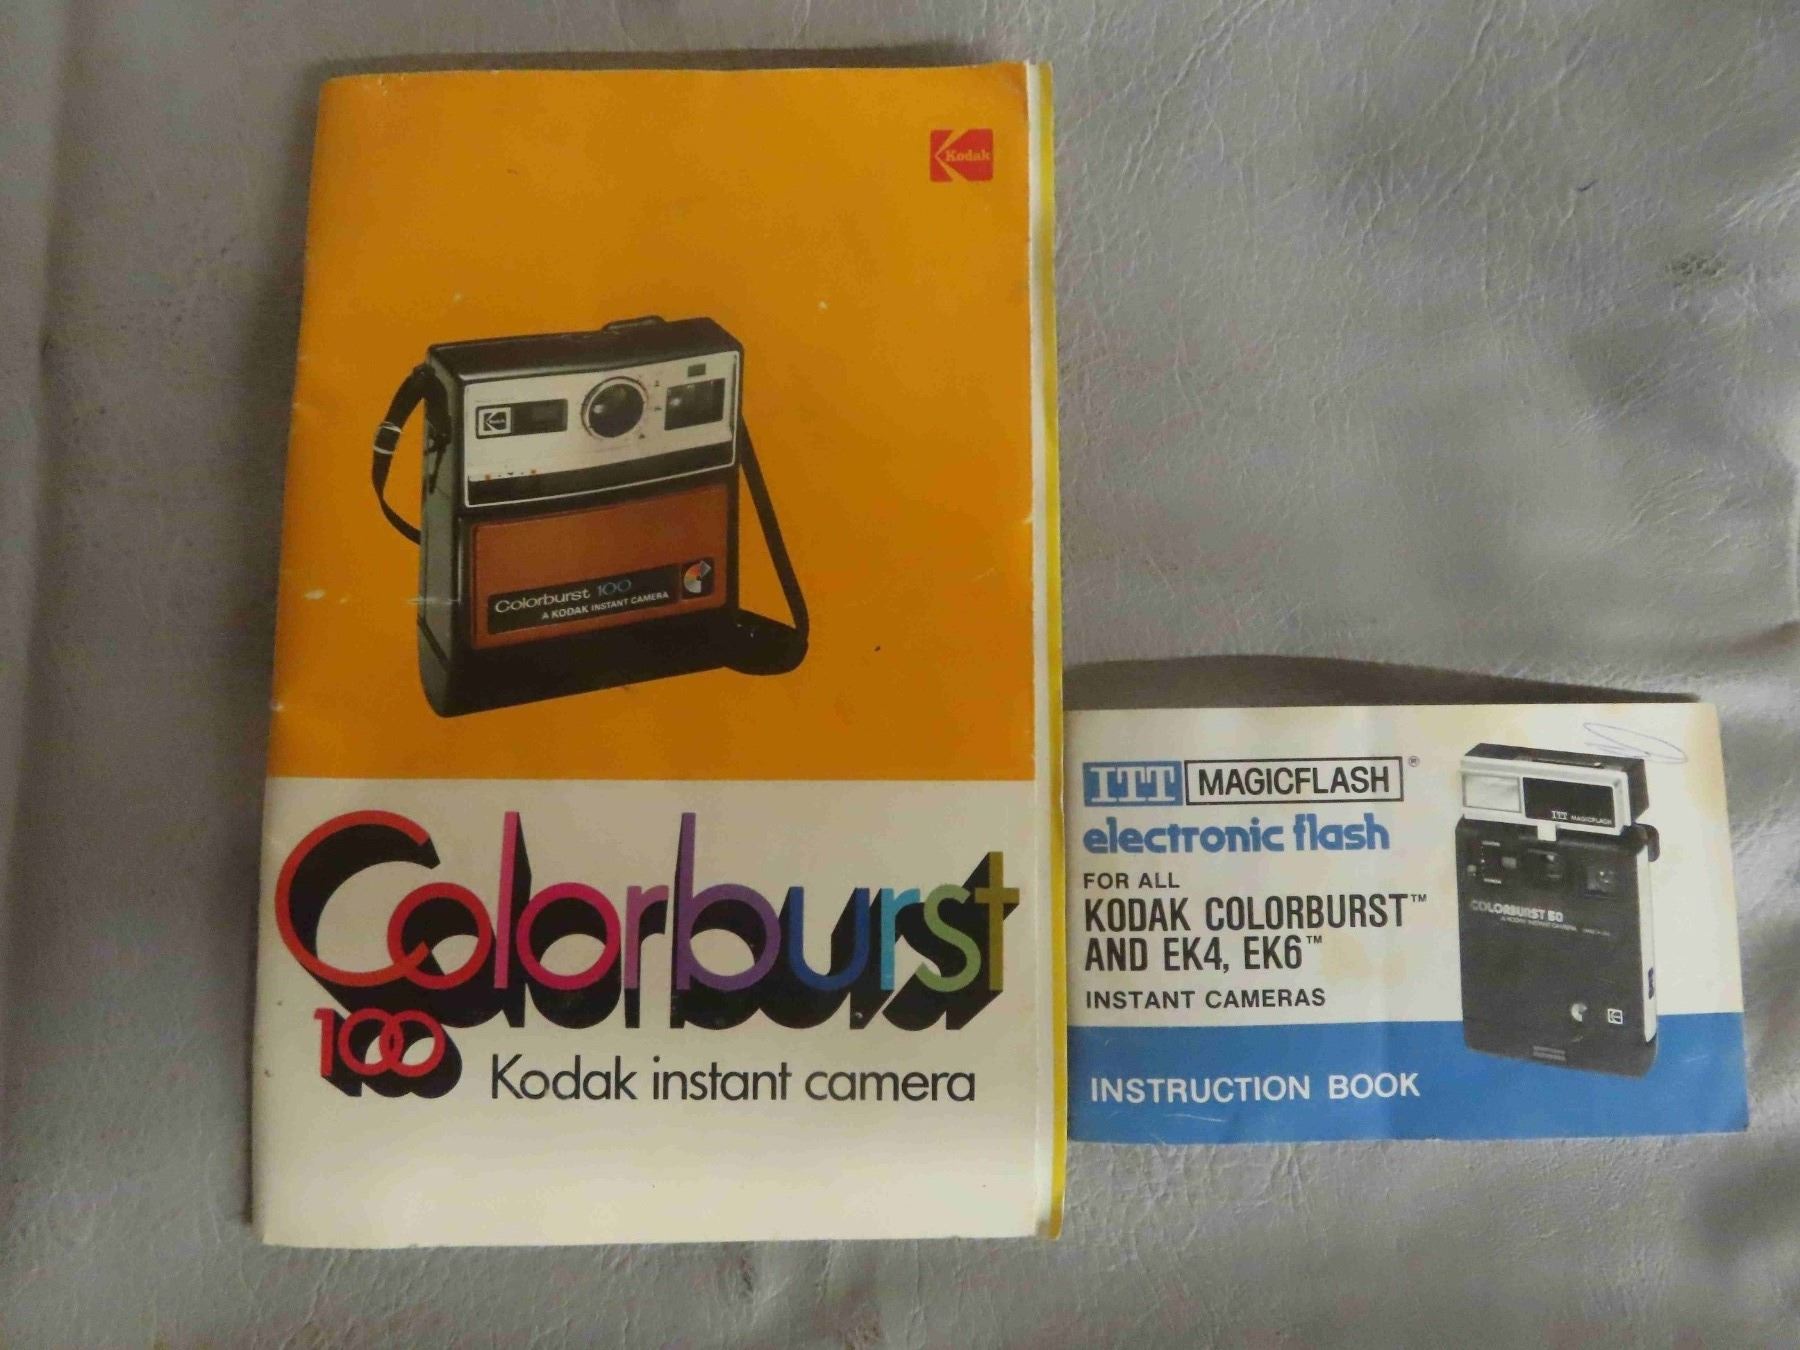 Kodak
Kodak
Colorburst 100
A KODAK INSTANT CAMERA
Colorburst
100
Kodak instant camera
ITT MAGICFLASH®
electronic flash
FOR ALL
KODAK COLORBURST™
AND EK4, EK6™
INSTANT CAMERAS
INSTRUCTION BOOK
ITT MAGICFLASH
COLORBURST 50
A KODAK INSTANT CAMERA